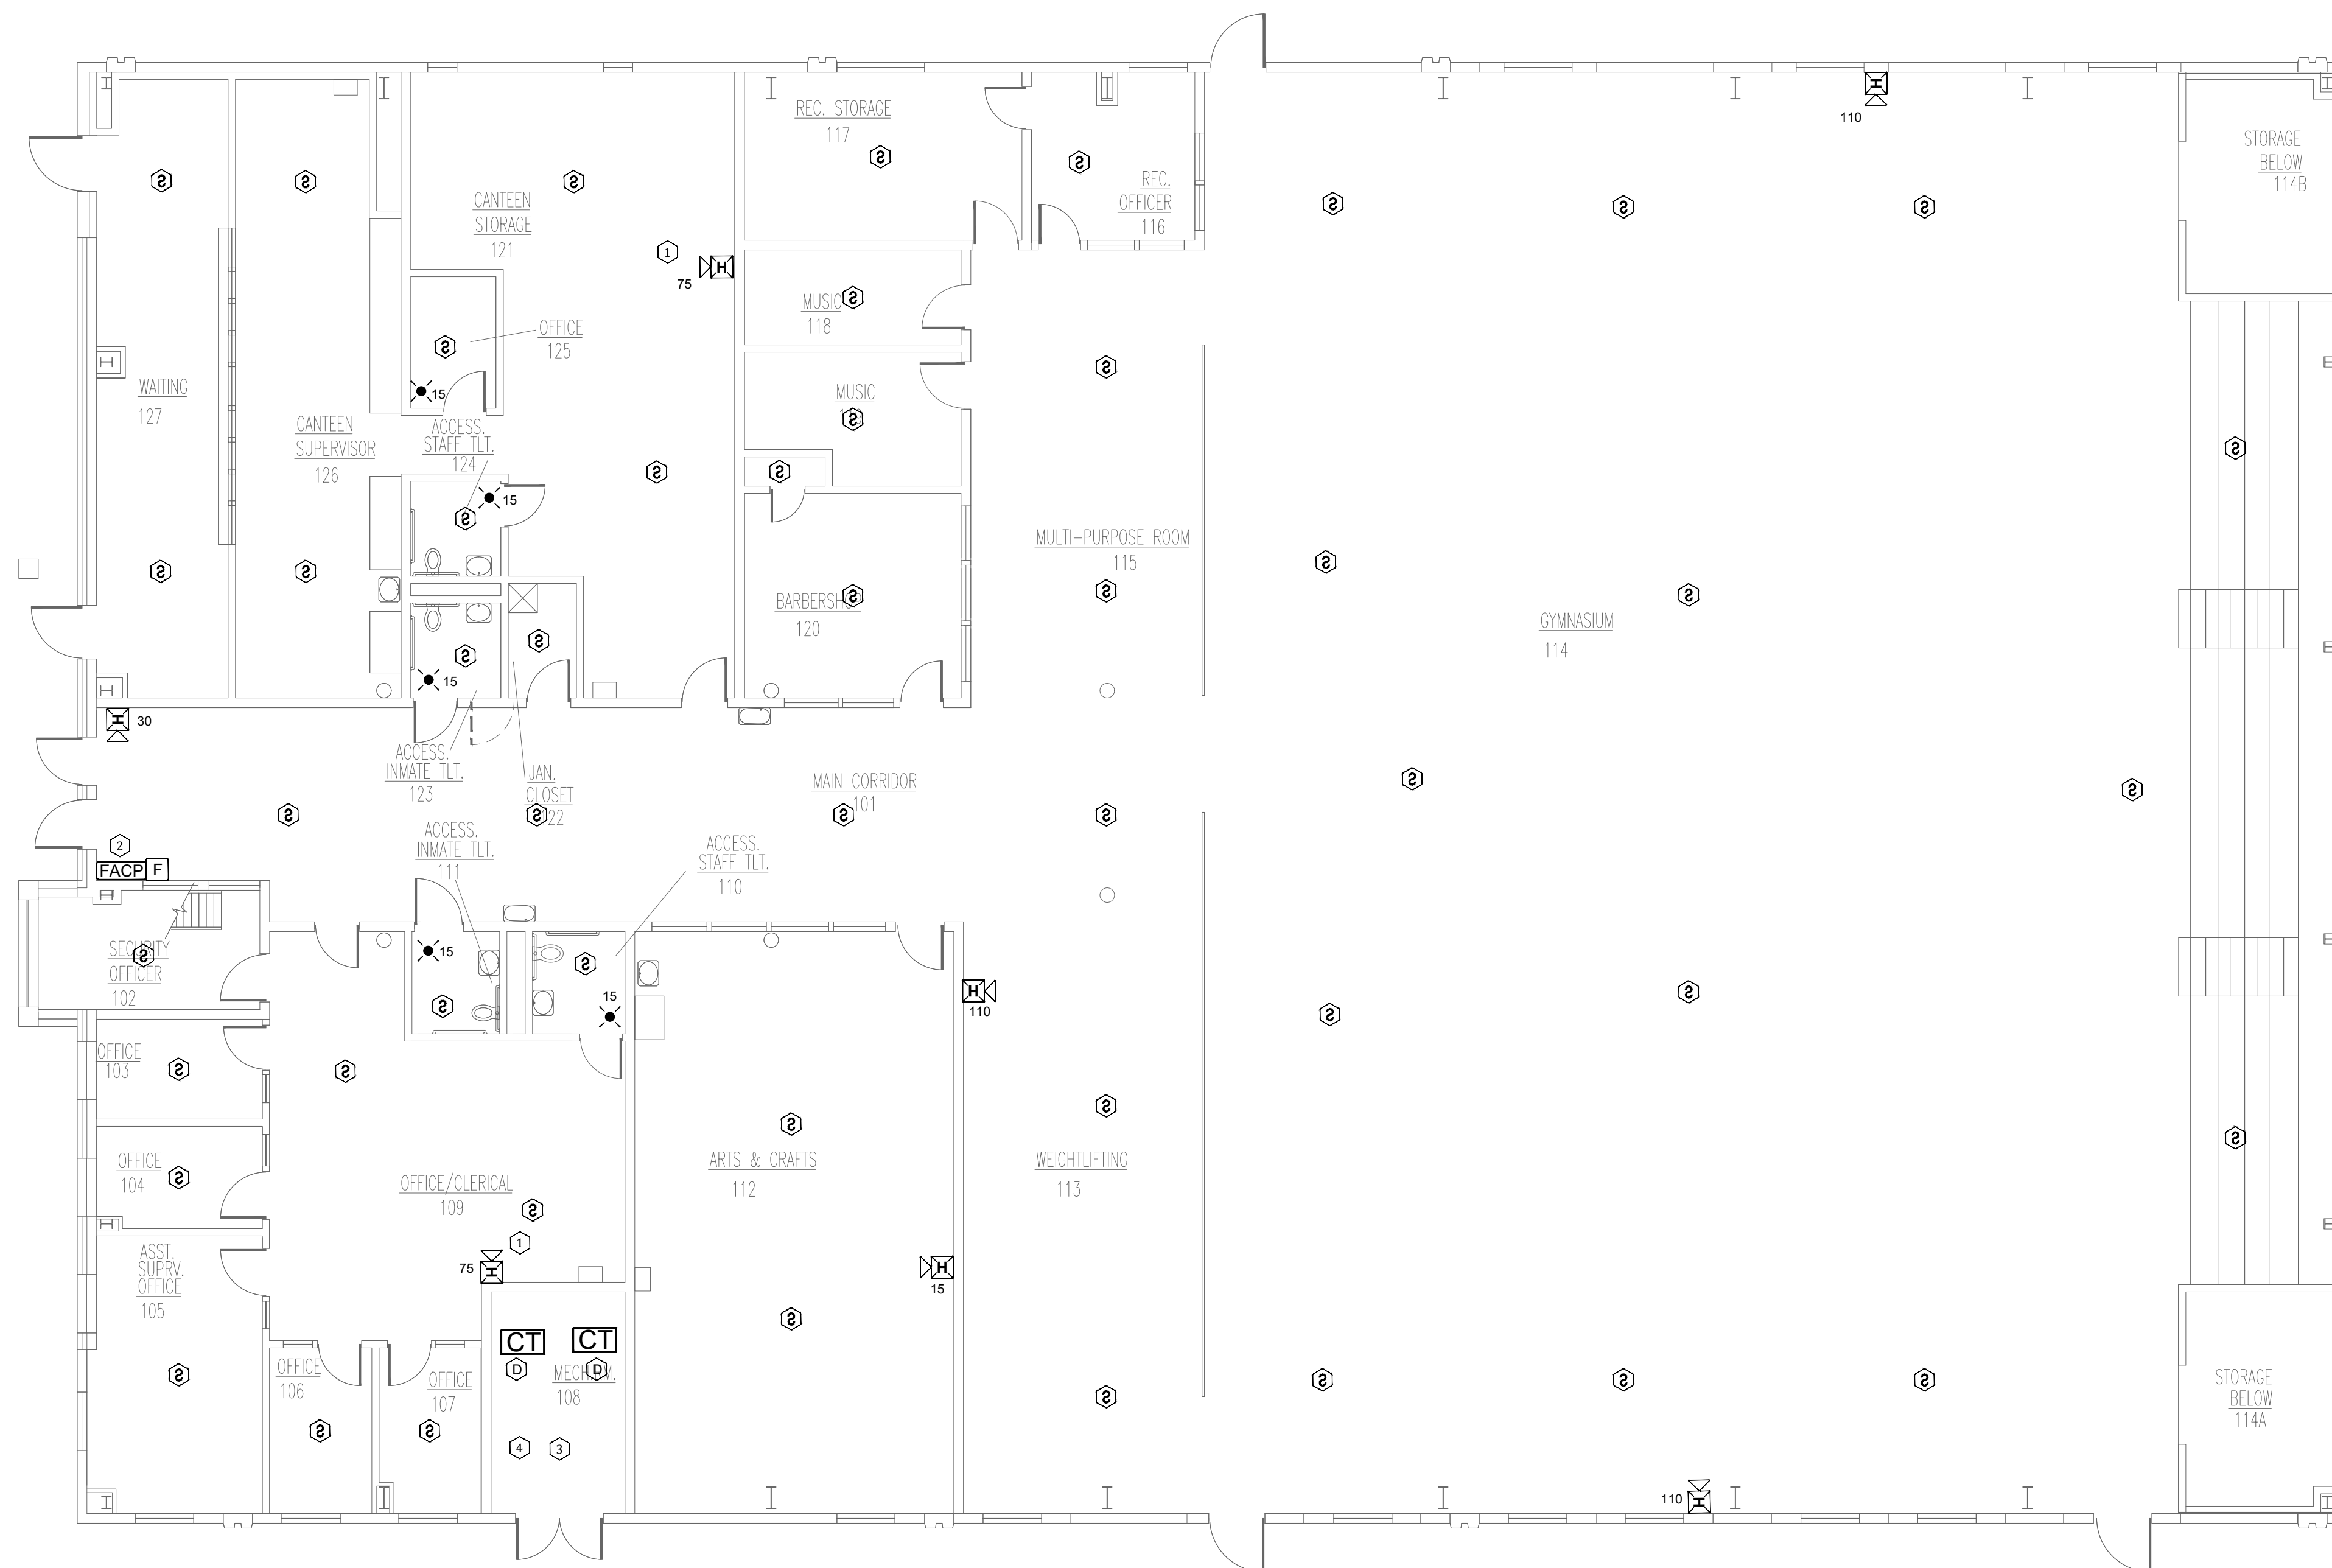 REC. STORAGE
117
REC.
OFFICER
116
110
STORAGE
BELOW
114B
CANTEEN
STORAGE
121
1
H
75
MUSIC
118
OFFICE
125
15
WAITING
127
MUSIC
CANTEEN
SUPERVISOR
126
ACCESS.
STAFF TLT.
124
15
MULTI-PURPOSE ROOM
115
BARBERSHOP
120
GYMNASIUM
114
15
H
30
ACCESS.
INMATE TLT.
123
JAN.
CLOSET
122
MAIN CORRIDOR
101
2
FACP F
ACCESS.
INMATE TLT.
111
ACCESS.
STAFF TLT.
110
SECURITY
OFFICER
102
15
15
H
110
OFFICE
103
OFFICE
104
OFFICE/CLERICAL
109
ARTS & CRAFTS
112
WEIGHTLIFTING
113
1
75
H
H
15
ASST.
SUPRV.
OFFICE
105
CT
CT
D
D
OFFICE
106
OFFICE
107
MECH. RM.
108
4
3
STORAGE
BELOW
114A
110
H